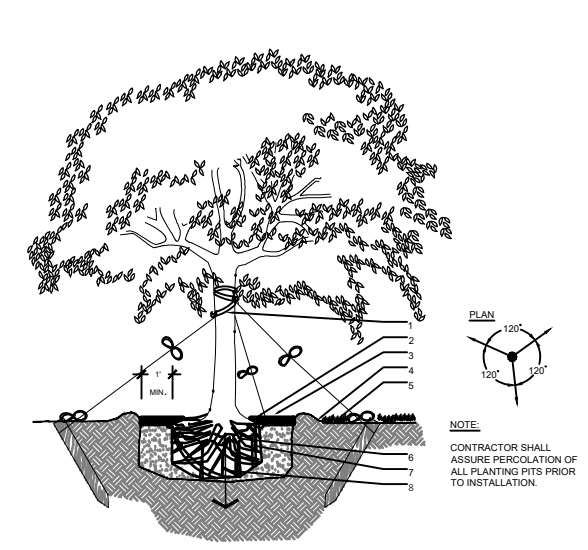 1
2
3
4
5
1'
MIN.
6
7
8
PLAN
120°
120°
120°
NOTE:
CONTRACTOR SHALL
ASSURE PERCOLATION OF
ALL PLANTING PITS PRIOR
TO INSTALLATION.